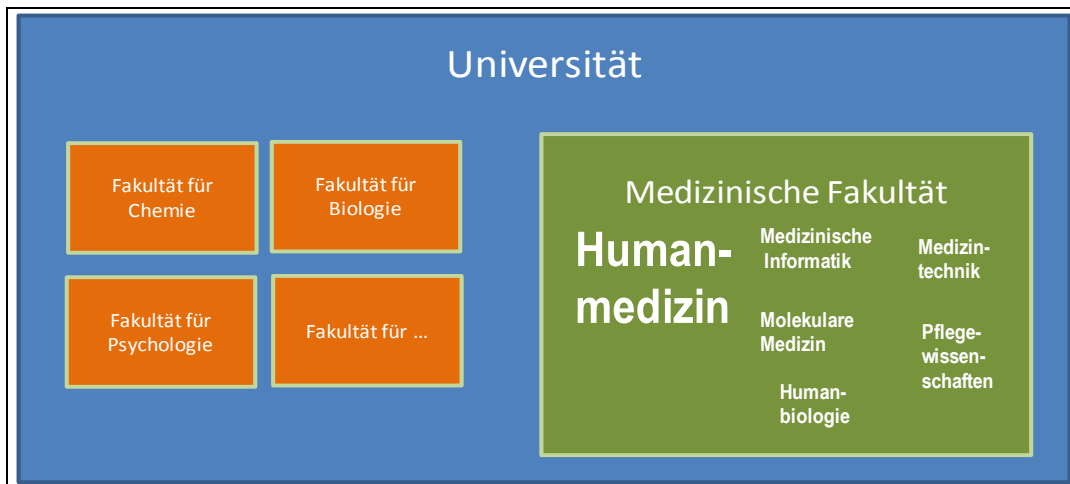 Universität
Fakultät für
Chemie
Fakultät für
Biologie
Fakultät für
Psychologie
Fakultät für ...
Medizinische Fakultät
Human-
medizin
Medizinische
Informatik
Medizin-
technik
Molekulare
Medizin
Pflege-
wissen-
schaften
Human-
biologie